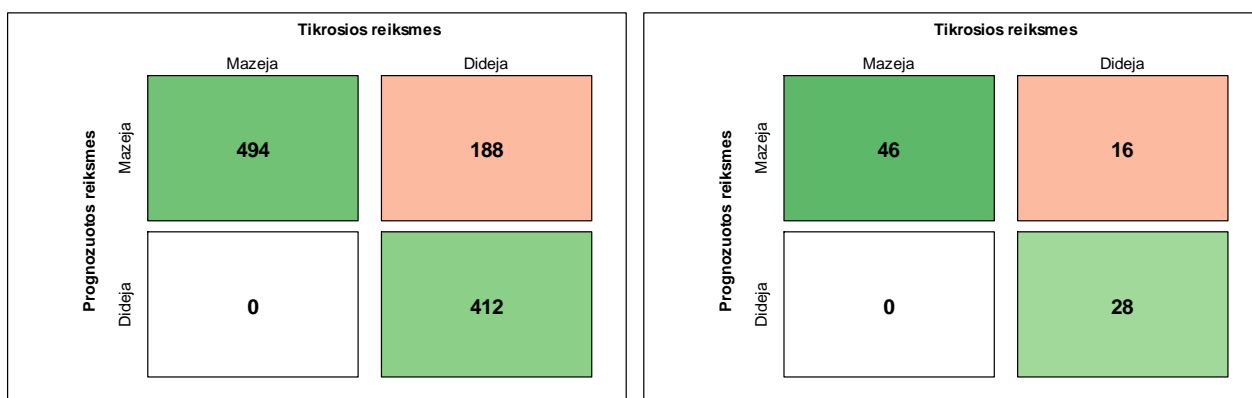 Tikrosios reiksmes
Mazeja Dideja
Prognozuotos reiksmes
Mazeja
494 188
Dideja
0 412
Tikrosios reiksmes
Mazeja Dideja
Prognozuotos reiksmes
Mazeja
46 16
Dideja
0 28